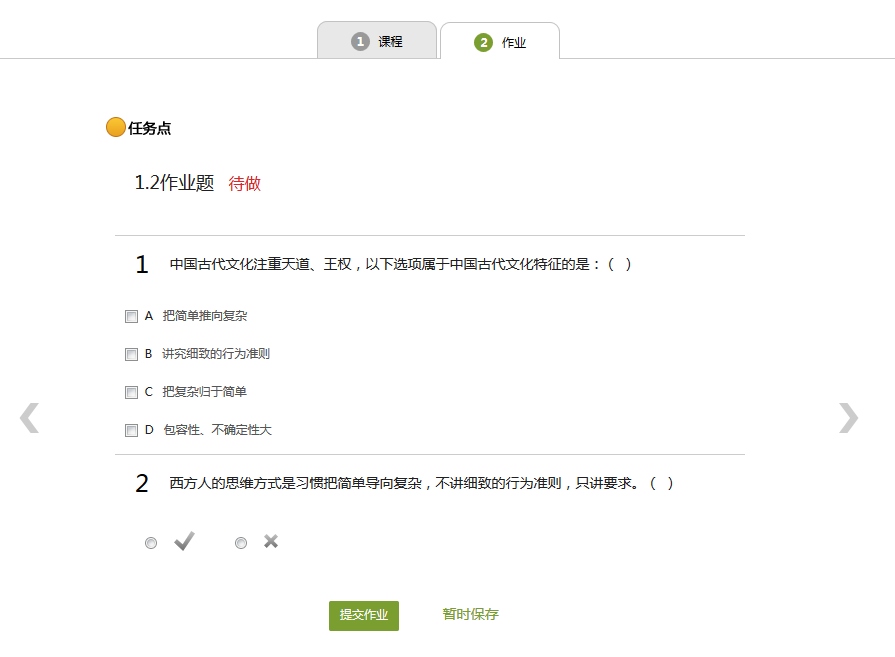 1 课程 2 作业
任务点
1.2作业题 待做
1 中国古代文化注重天道、王权，以下选项属于中国古代文化特征的是：（ ）
A 把简单推向复杂
B 讲究细致的行为准则
C 把复杂归于简单
D 包容性、不确定性大
2 西方人的思维方式是习惯把简单导向复杂，不讲细致的行为准则，只讲要求。（ ）
提交作业 暂时保存